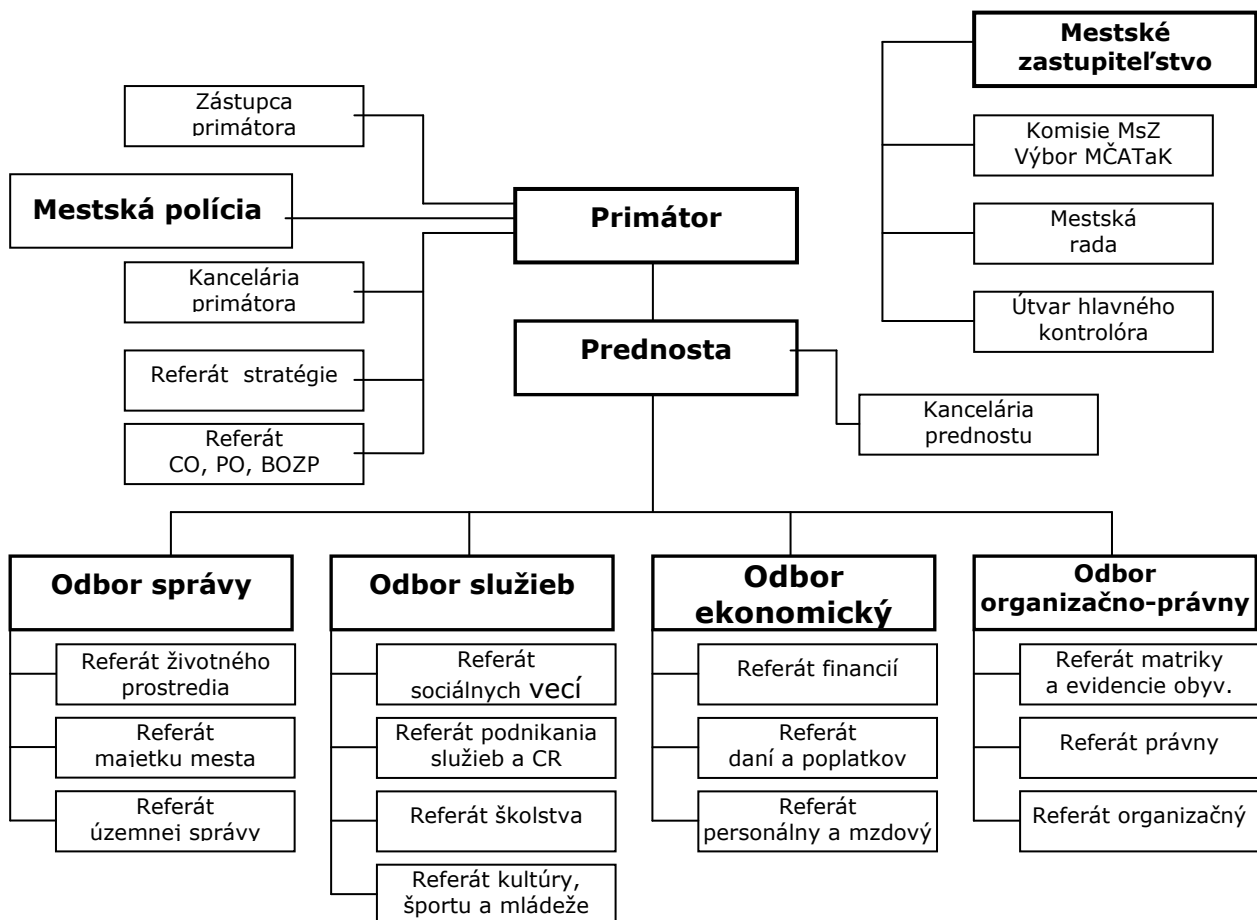 Mestské
zastupiteľstvo
Zástupca
primátora
Komisie MsZ
Výbor MČATaK
Mestská polícia
Primátor
Mestská
rada
Kancelária
primátora
Útvar hlavného
kontrolóra
Prednosta
Referát stratégie
Kancelária
prednostu
Referát
CO, PO, BOZP
Odbor správy
Odbor služieb
Odbor
ekonomický
Odbor
organizačno-právny
Referát životného
prostredia
Referát
majetku mesta
Referát
územnej správy
Referát
sociálnych vecí
Referát podnikania
služieb a CR
Referát školstva
Referát kultúry,
športu a mládeže
Referát financií
Referát
daní a poplatkov
Referát
personálny a mzdový
Referát matriky
a evidencie obyv.
Referát právny
Referát organizačný